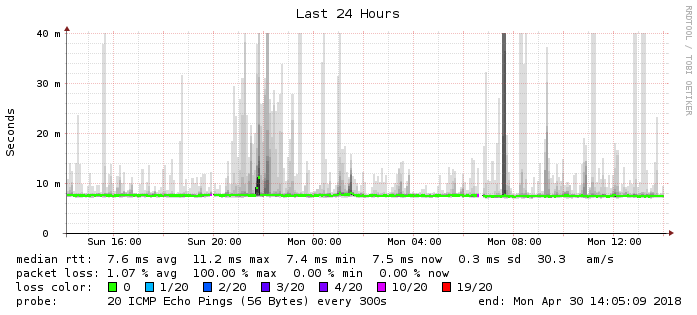 Last 24 Hours
RRDTOOL / TOBI OETIKER
Seconds
40 m
30 m
20 m
10 m
0
Sun 16:00 Sun 20:00 Mon 00:00 Mon 04:00 Mon 08:00 Mon 12:00
median rtt: 7.6 ms avg 11.2 ms max 7.4 ms min 7.5 ms now 0.3 ms sd 30.3 am/s
packet loss: 1.07 % avg 100.00 % max 0.00 % min 0.00 % now
loss color: 0 1/20 2/20 3/20 4/20 10/20 19/20
probe: 20 ICMP Echo Pings (56 Bytes) every 300s end: Mon Apr 30 14:05:09 2018